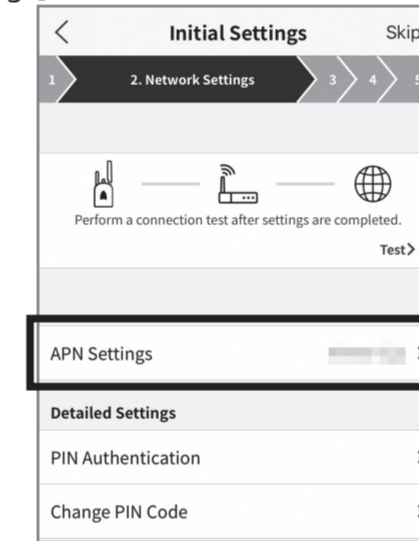 Initial Settings Skip
1 2. Network Settings 3 4 5
Perform a connection test after settings are completed.
Test>
APN Settings
Detailed Settings
PIN Authentication
Change PIN Code